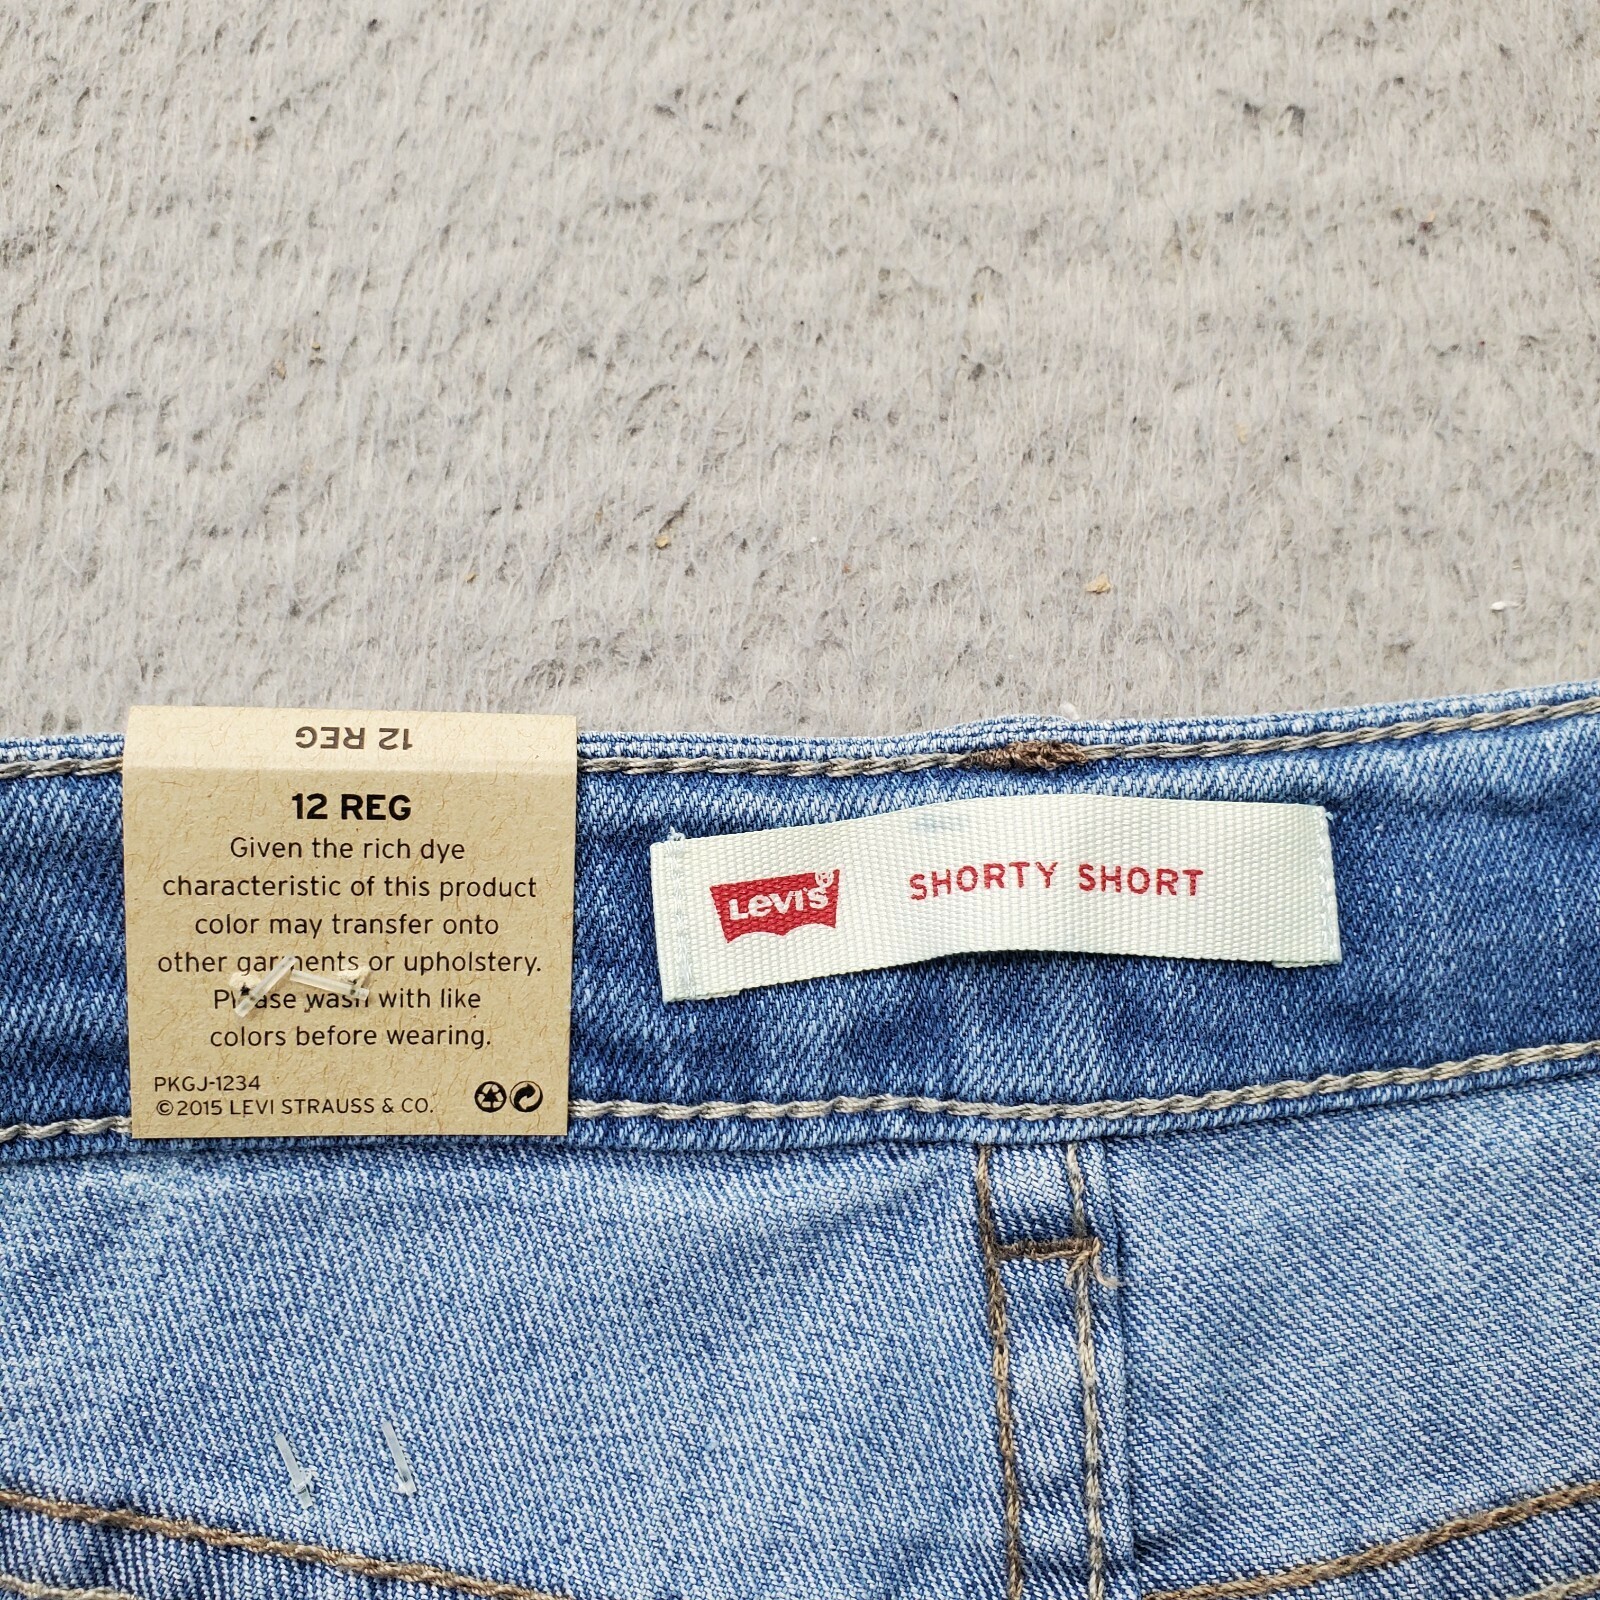 12 REG
12 REG
Given the rich dye
characteristic of this product
color may transfer onto
other garments or upholstery.
Please wash with like
colors before wearing.
PKGJ-1234
©2015 LEVI STRAUSS & CO.
Levi's®
SHORTY SHORT